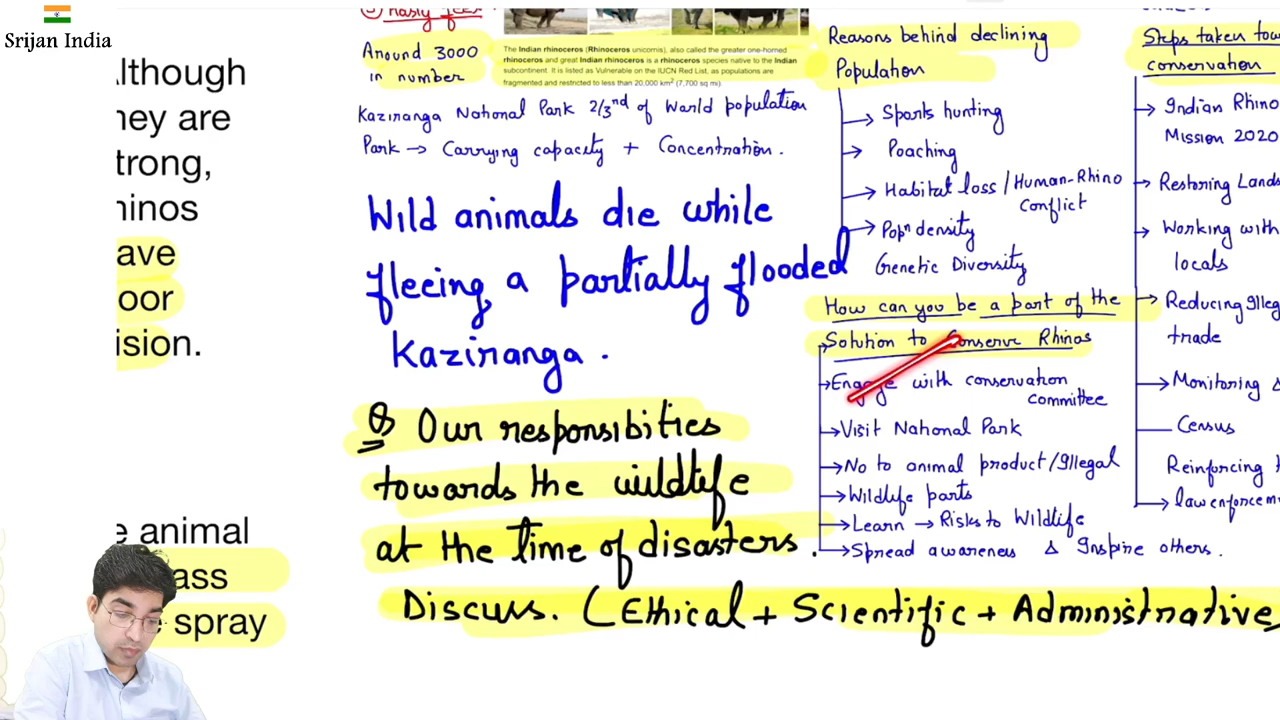 Srijan India
lthough
hey are
trong,
hinos
ave
oor
ision.
e animal
ass
spray
Around 3000
in number
The Indian rhinoceros (Rhinoceros unicornis), also called the greater one-horned
rhinoceros and great Indian rhinoceros is a rhinoceros species native to the Indian
subcontinent. It is listed as Vulnerable on the IUCN Red List, as populations are
fragmented and restricted to less than 20,000 km² (7,700 sq mi)
Kaziranga National Park 2/3nd of World population
Park → Carrying capacity + Concentration.
Wild animals die while
fleeing a partially flooded
Kaziranga.
Q Our responsibities
towards the wildlife
at the time of disasters.
Discuss. (Ethical + Scientific + Administrative
Reasons behind declining
Population
→ Sports hunting
→ Poaching
→ Habitat loss / Human-Rhino
Conflict
→ Popn density
Genetic Diversity
How can you be a part of the
Solution to Conserve Rhinos
→ Engage with conservation
committee
→ Visit National Park
→ No to animal product/Illegal
→ Wildlife parts
→ Learn → Risks to Wildlife
→ Spread awareness & Inspire others.
Steps taken tow
conservation
→ Indian Rhino
Mission 2020
→ Restoring Lands
→ Working with
locals
→ Reducing Illeg
trade
→ Monitoring &
Census
Reinforcing
→ law enforcem